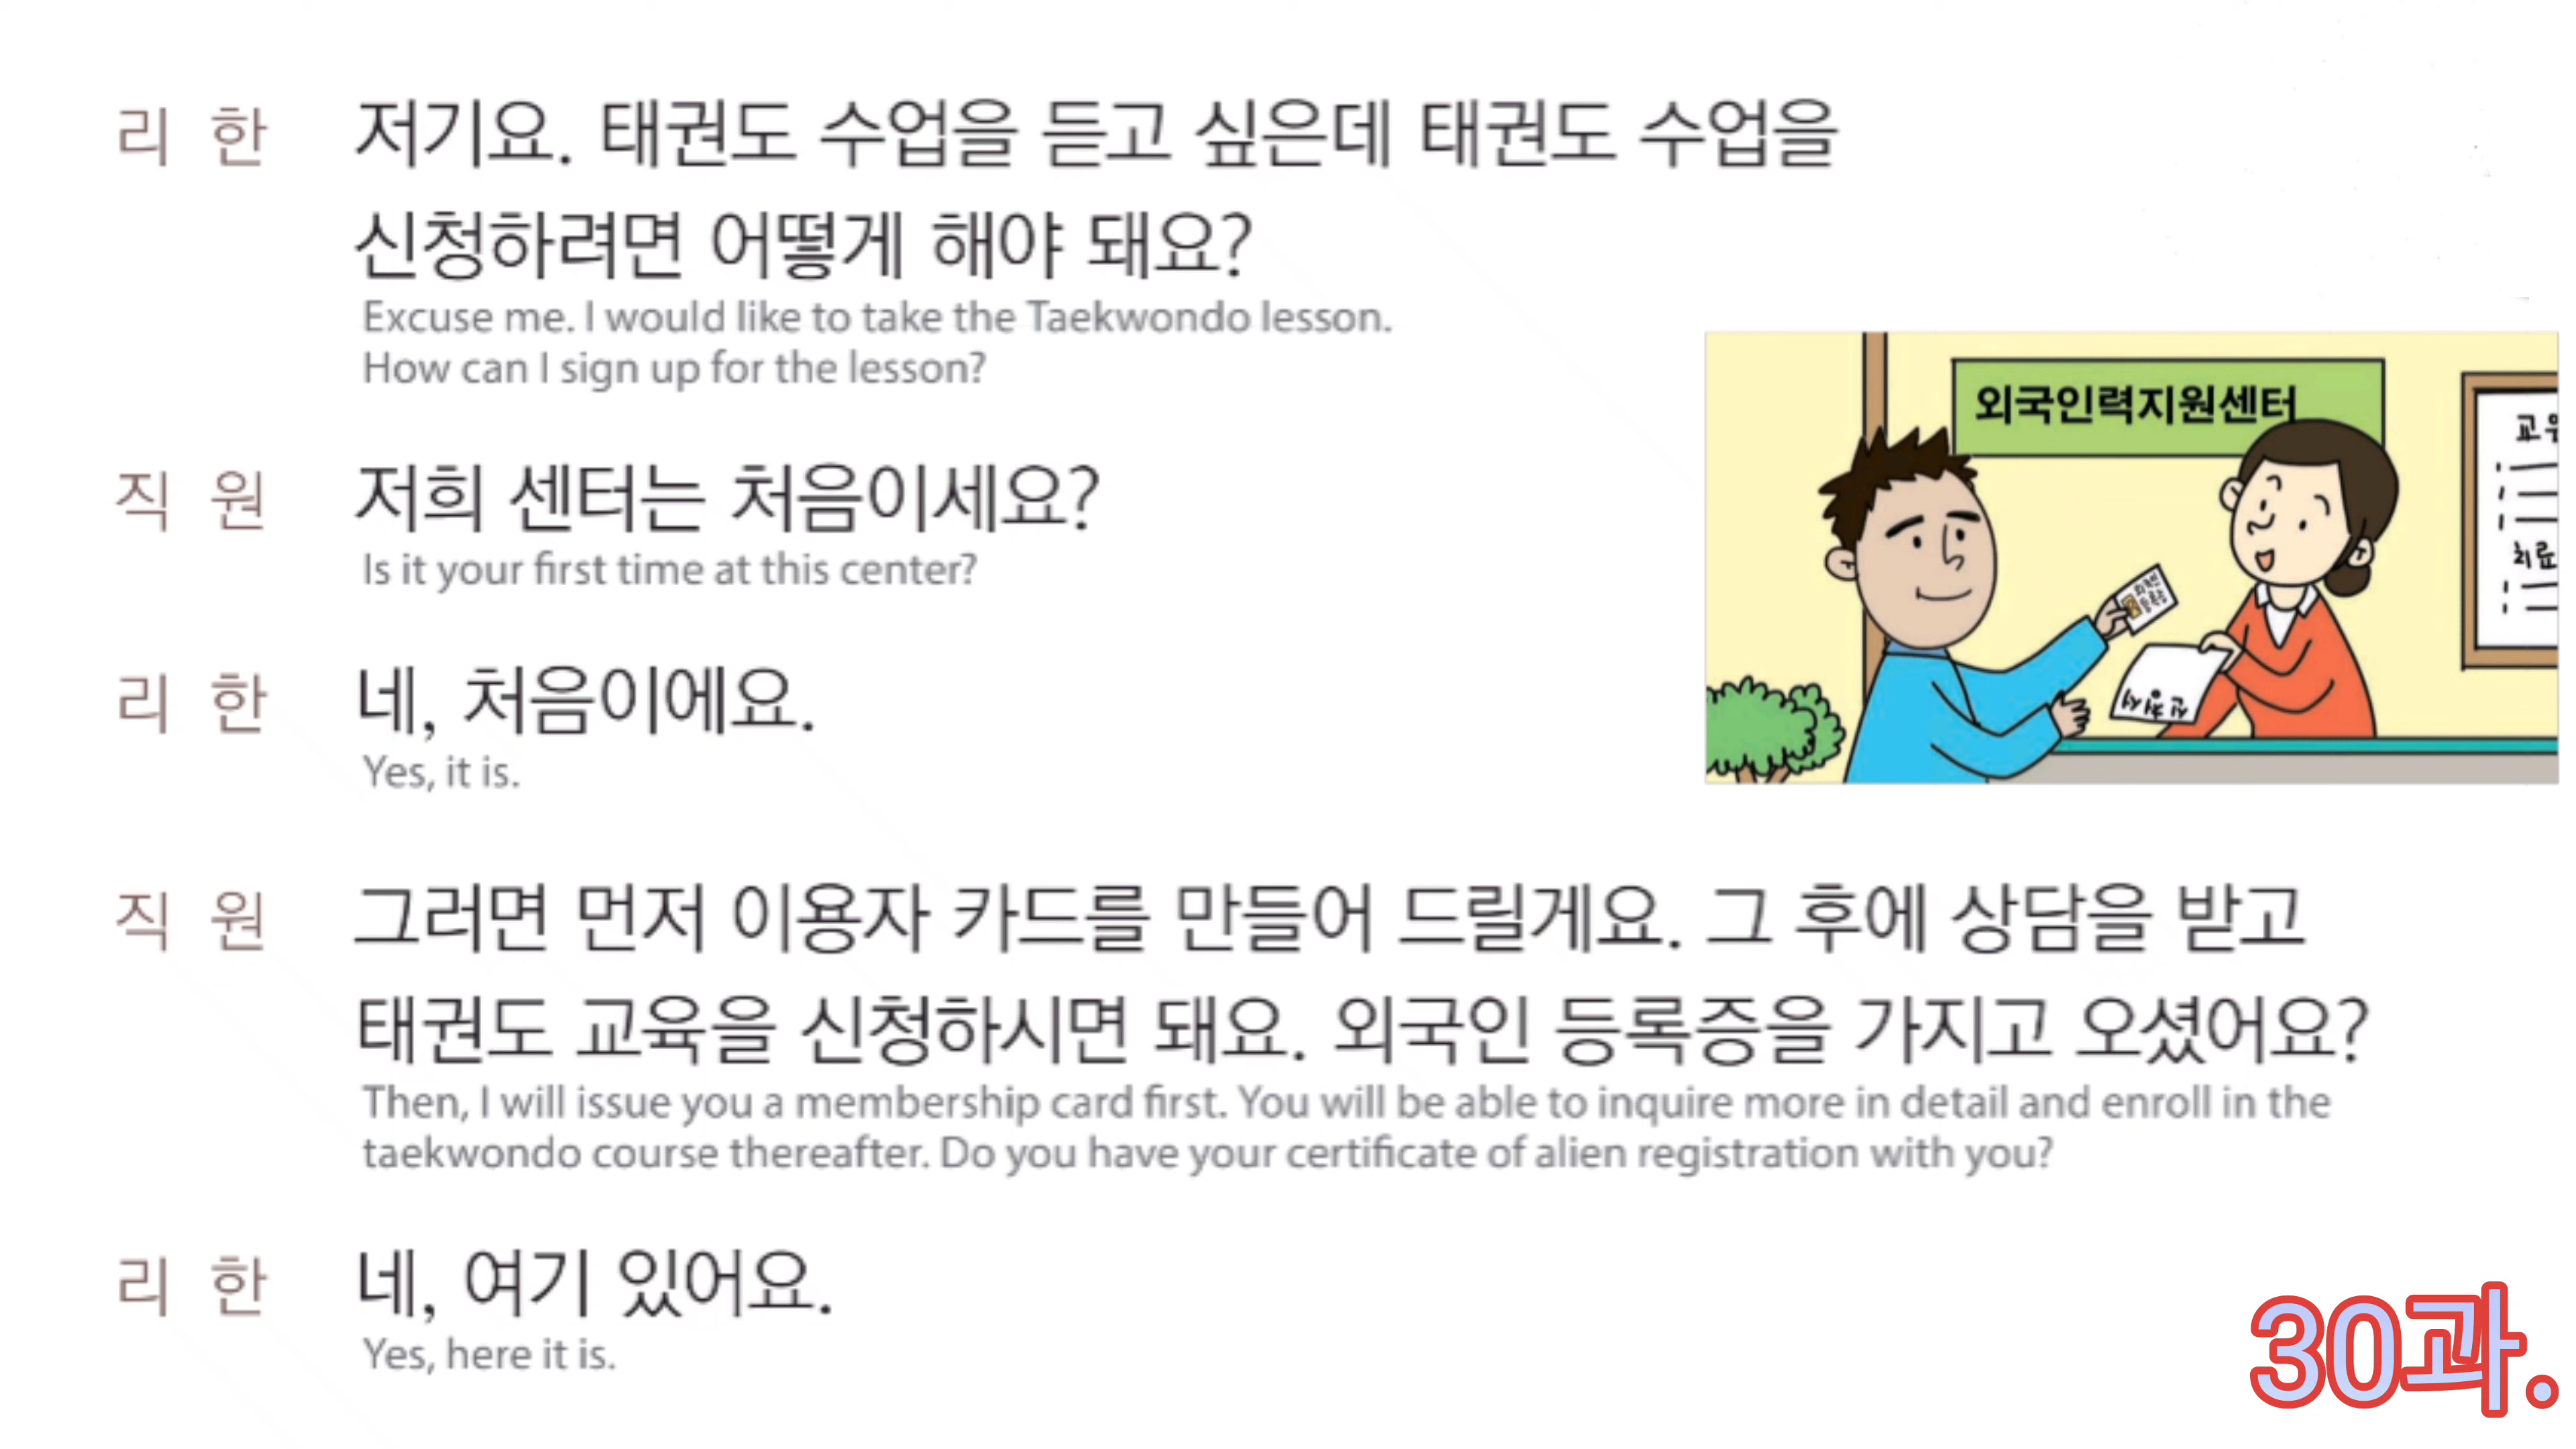 리 한 저기요. 태권도 수업을 듣고 싶은데 태권도 수업을
신청하려면 어떻게 해야 돼요?
Excuse me. I would like to take the Taekwondo lesson.
How can I sign up for the lesson?
외국인력지원센터
직 원 저희 센터는 처음이세요?
Is it your first time at this center?
리 한 네, 처음이에요.
Yes, it is.
직 원 그러면 먼저 이용자 카드를 만들어 드릴게요. 그 후에 상담을 받고
태권도 교육을 신청하시면 돼요. 외국인 등록증을 가지고 오셨어요?
Then, I will issue you a membership card first. You will be able to inquire more in detail and enroll in the
taekwondo course thereafter. Do you have your certificate of alien registration with you?
리 한 네, 여기 있어요.
Yes, here it is.
30과.